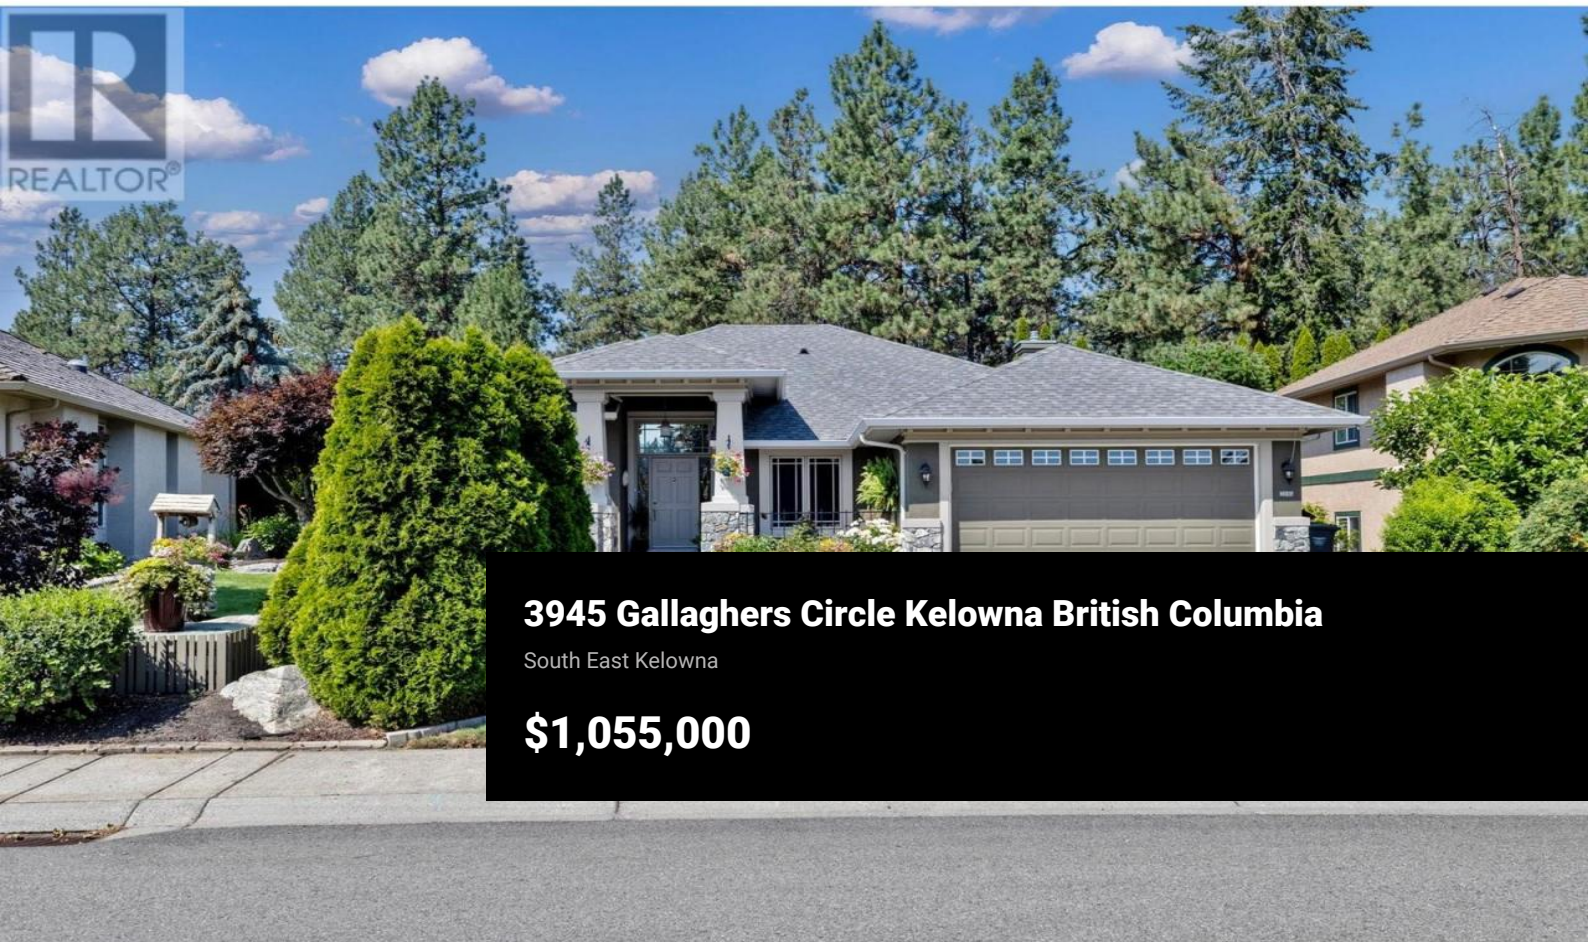 REALTOR®
3945 Gallaghers Circle Kelowna British Columbia
South East Kelowna
$1,055,000